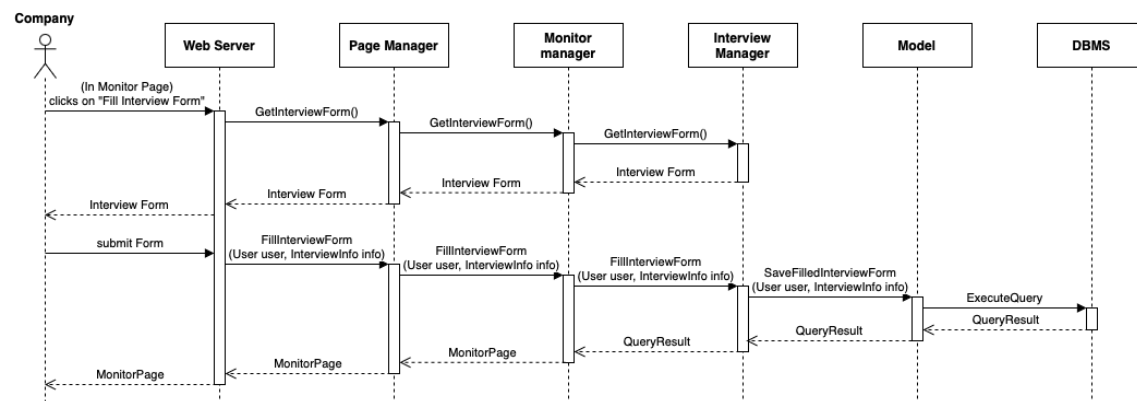 Company
Web Server
Page Manager
Monitor
manager
Interview
Manager
Model
DBMS
(In Monitor Page)
clicks on "Fill Interview Form"
GetInterviewForm()
GetInterviewForm()
GetInterviewForm()
Interview Form
Interview Form
Interview Form
Interview Form
submit Form
FillInterviewForm
(User user, InterviewInfo info)
FillInterviewForm
(User user, InterviewInfo info)
FillInterviewForm
(User user, InterviewInfo info)
SaveFilledInterviewForm
(User user, InterviewInfo info)
ExecuteQuery
QueryResult
QueryResult
QueryResult
MonitorPage
MonitorPage
MonitorPage